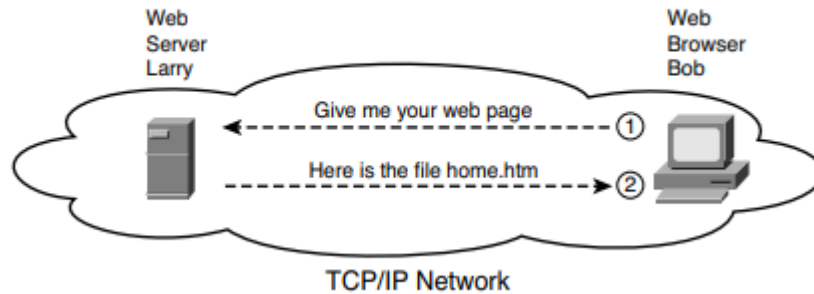 Web
Server
Larry
Web
Browser
Bob
Give me your web page
1
Here is the file home.htm
2
TCP/IP Network